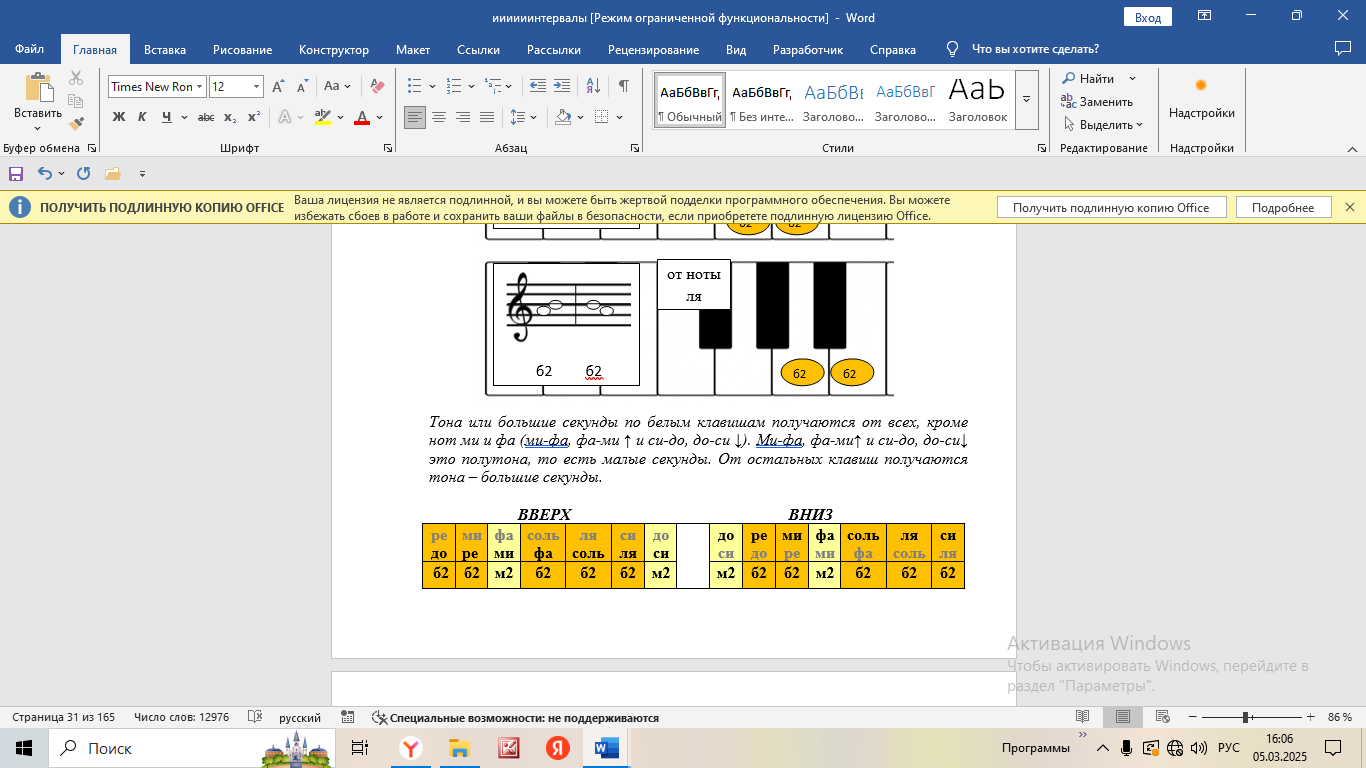 ииииинтервалы [Режим ограниченной функциональности] - Word
Вход
Файл Главная Вставка Рисование Конструктор Макет Ссылки Рассылки Рецензирование Вид Разработчик Справка Что вы хотите сделать?
Вставить
Буфер обмена
Times New Ron 12
Ж К Ч abc x₂ x²
Шрифт
Абзац
АаБбВвГг, АаБбВвГг, АаБбВı АаБбВвГ АаЬ
¶ Обычный ¶ Без инте... Заголово... Заголово... Заголовок
Стили
Найти
Заменить
Выделить
Редактирование
Настройки
Настройки
ПОЛУЧИТЬ ПОДЛИННУЮ КОПИЮ OFFICE
Ваша лицензия не является подлинной, и вы можете быть жертвой подделки программного обеспечения. Вы можете
избежать сбоев в работе и сохранить ваши файлы в безопасности, если приобретете подлинную лицензию Office.
Получить подлинную копию Office
Подробнее
б2 б2
от ноты
ля
б2 б2
б2 б2
Тона или большие секунды по белым клавишам получаются от всех, кроме
нот ми и фа (ми-фа, фа-ми ↑ и си-до, до-си ↓). Ми-фа, фа-ми↑ и си-до, до-си↓
это полутона, то есть малые секунды. От остальных клавиш получаются
тона – большие секунды.
ВВЕРХ ВНИЗ
ре ми фа соль ля си до до ре ми фа соль ля си
до ре ми фа соль ля си си до ре ми фа соль ля
б2 б2 м2 б2 б2 б2 м2 м2 б2 б2 м2 б2 б2 б2
Активация Windows
Чтобы активировать Windows, перейдите в
раздел "Параметры".
Страница 31 из 165 Число слов: 12976 русский Специальные возможности: не поддерживаются 86 %
Поиск
Программы
РУС
16:06
05.03.2025